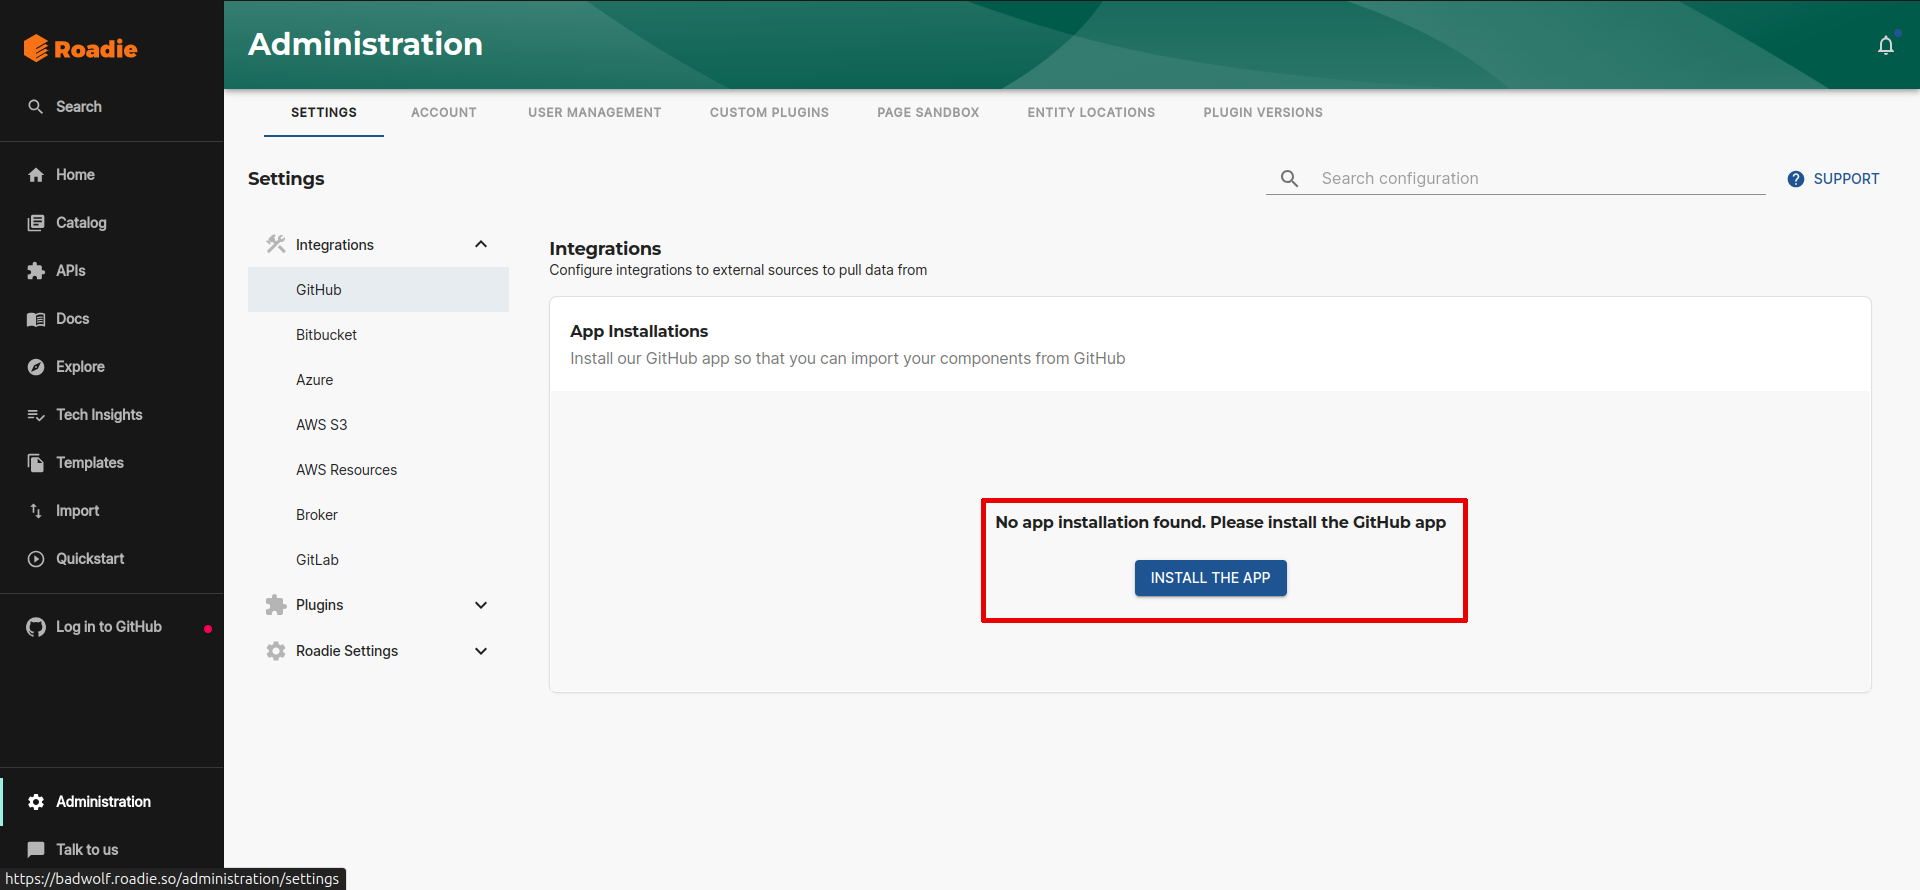 Roadie
Administration
Search
SETTINGS
ACCOUNT
USER MANAGEMENT
CUSTOM PLUGINS
PAGE SANDBOX
ENTITY LOCATIONS
PLUGIN VERSIONS
Home
Catalog
APIs
Docs
Explore
Tech Insights
Templates
Import
Quickstart
Log in to GitHub
Administration
Talk to us
https://badwolf.roadie.so/administration/settings
Settings
Search configuration
SUPPORT
Integrations
GitHub
Bitbucket
Azure
AWS S3
AWS Resources
Broker
GitLab
Plugins
Roadie Settings
Integrations
Configure integrations to external sources to pull data from
App Installations
Install our GitHub app so that you can import your components from GitHub
No app installation found. Please install the GitHub app
INSTALL THE APP